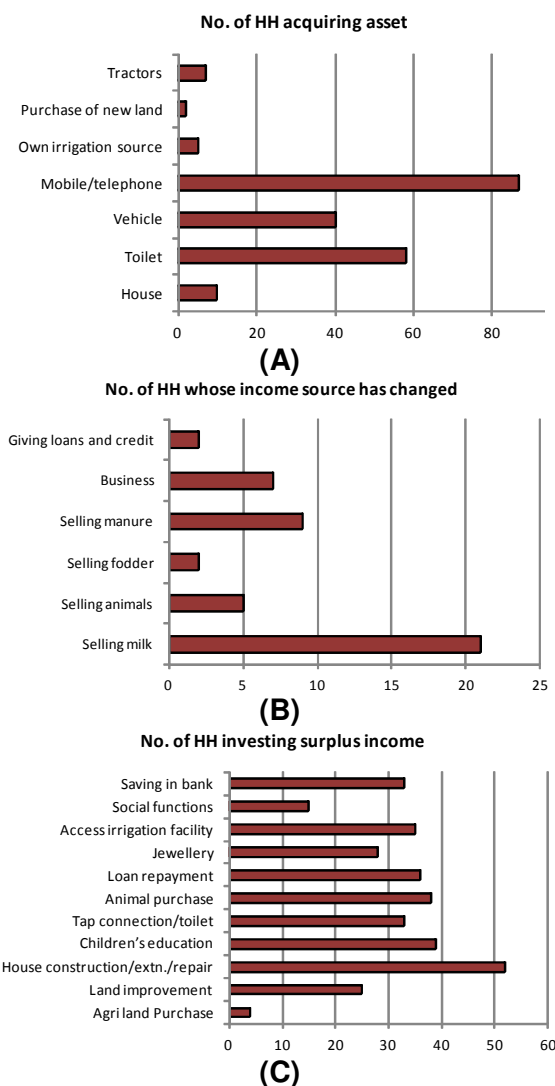 No. of HH acquiring asset
Tractors
Purchase of new land
Own irrigation source
Mobile/telephone
Vehicle
Toilet
House
0 20 40 60 80
(A)
No. of HH whose income source has changed
Giving loans and credit
Business
Selling manure
Selling fodder
Selling animals
Selling milk
0 5 10 15 20 25
(B)
No. of HH investing surplus income
Saving in bank
Social functions
Access irrigation facility
Jewellery
Loan repayment
Animal purchase
Tap connection/toilet
Children’s education
House construction/extn./repair
Land improvement
Agri land Purchase
0 10 20 30 40 50 60
(C)